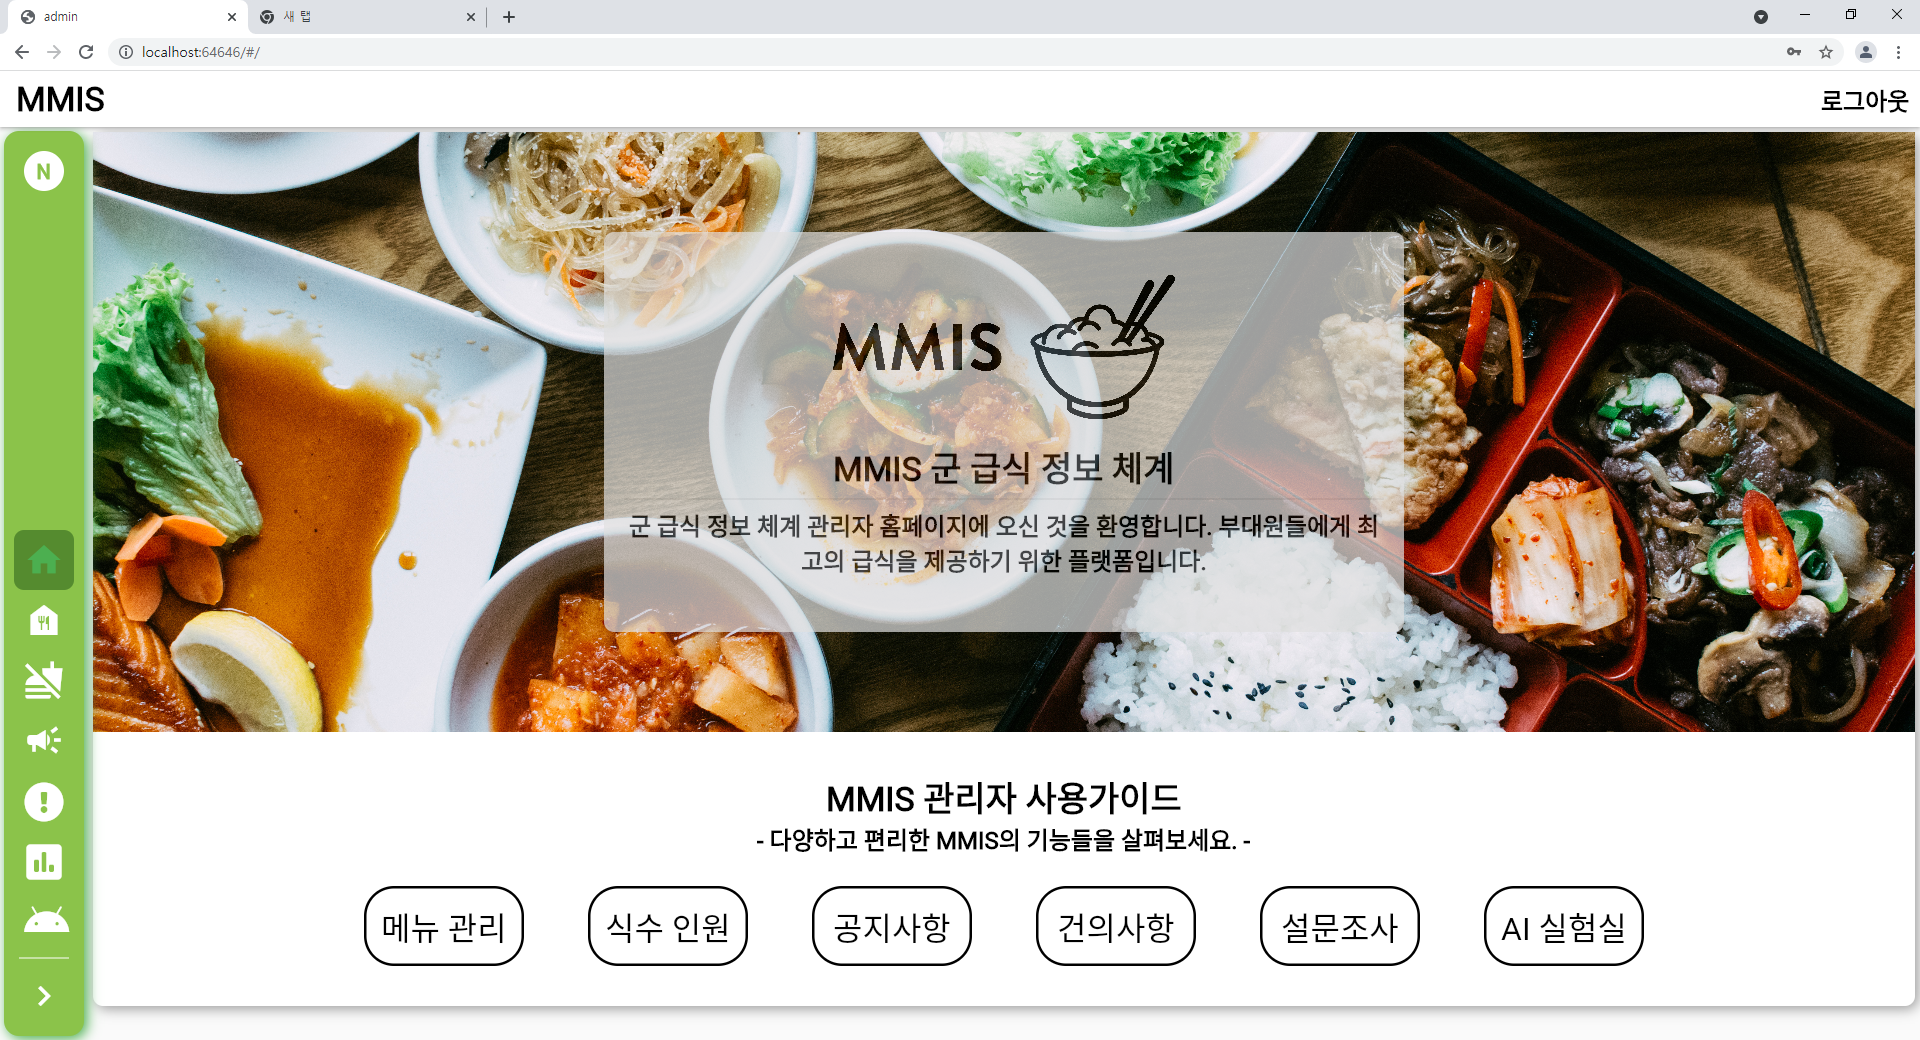 admin
새 탭
localhost:64646/#/
MMIS
로그아웃
N
MMIS
MMIS 군 급식 정보 체계
군 급식 정보 체계 관리자 홈페이지에 오신 것을 환영합니다. 부대원들에게 최
고의 급식을 제공하기 위한 플랫폼입니다.
MMIS 관리자 사용가이드
- 다양하고 편리한 MMIS의 기능들을 살펴보세요. -
메뉴 관리
식수 인원
공지사항
건의사항
설문조사
AI 실험실